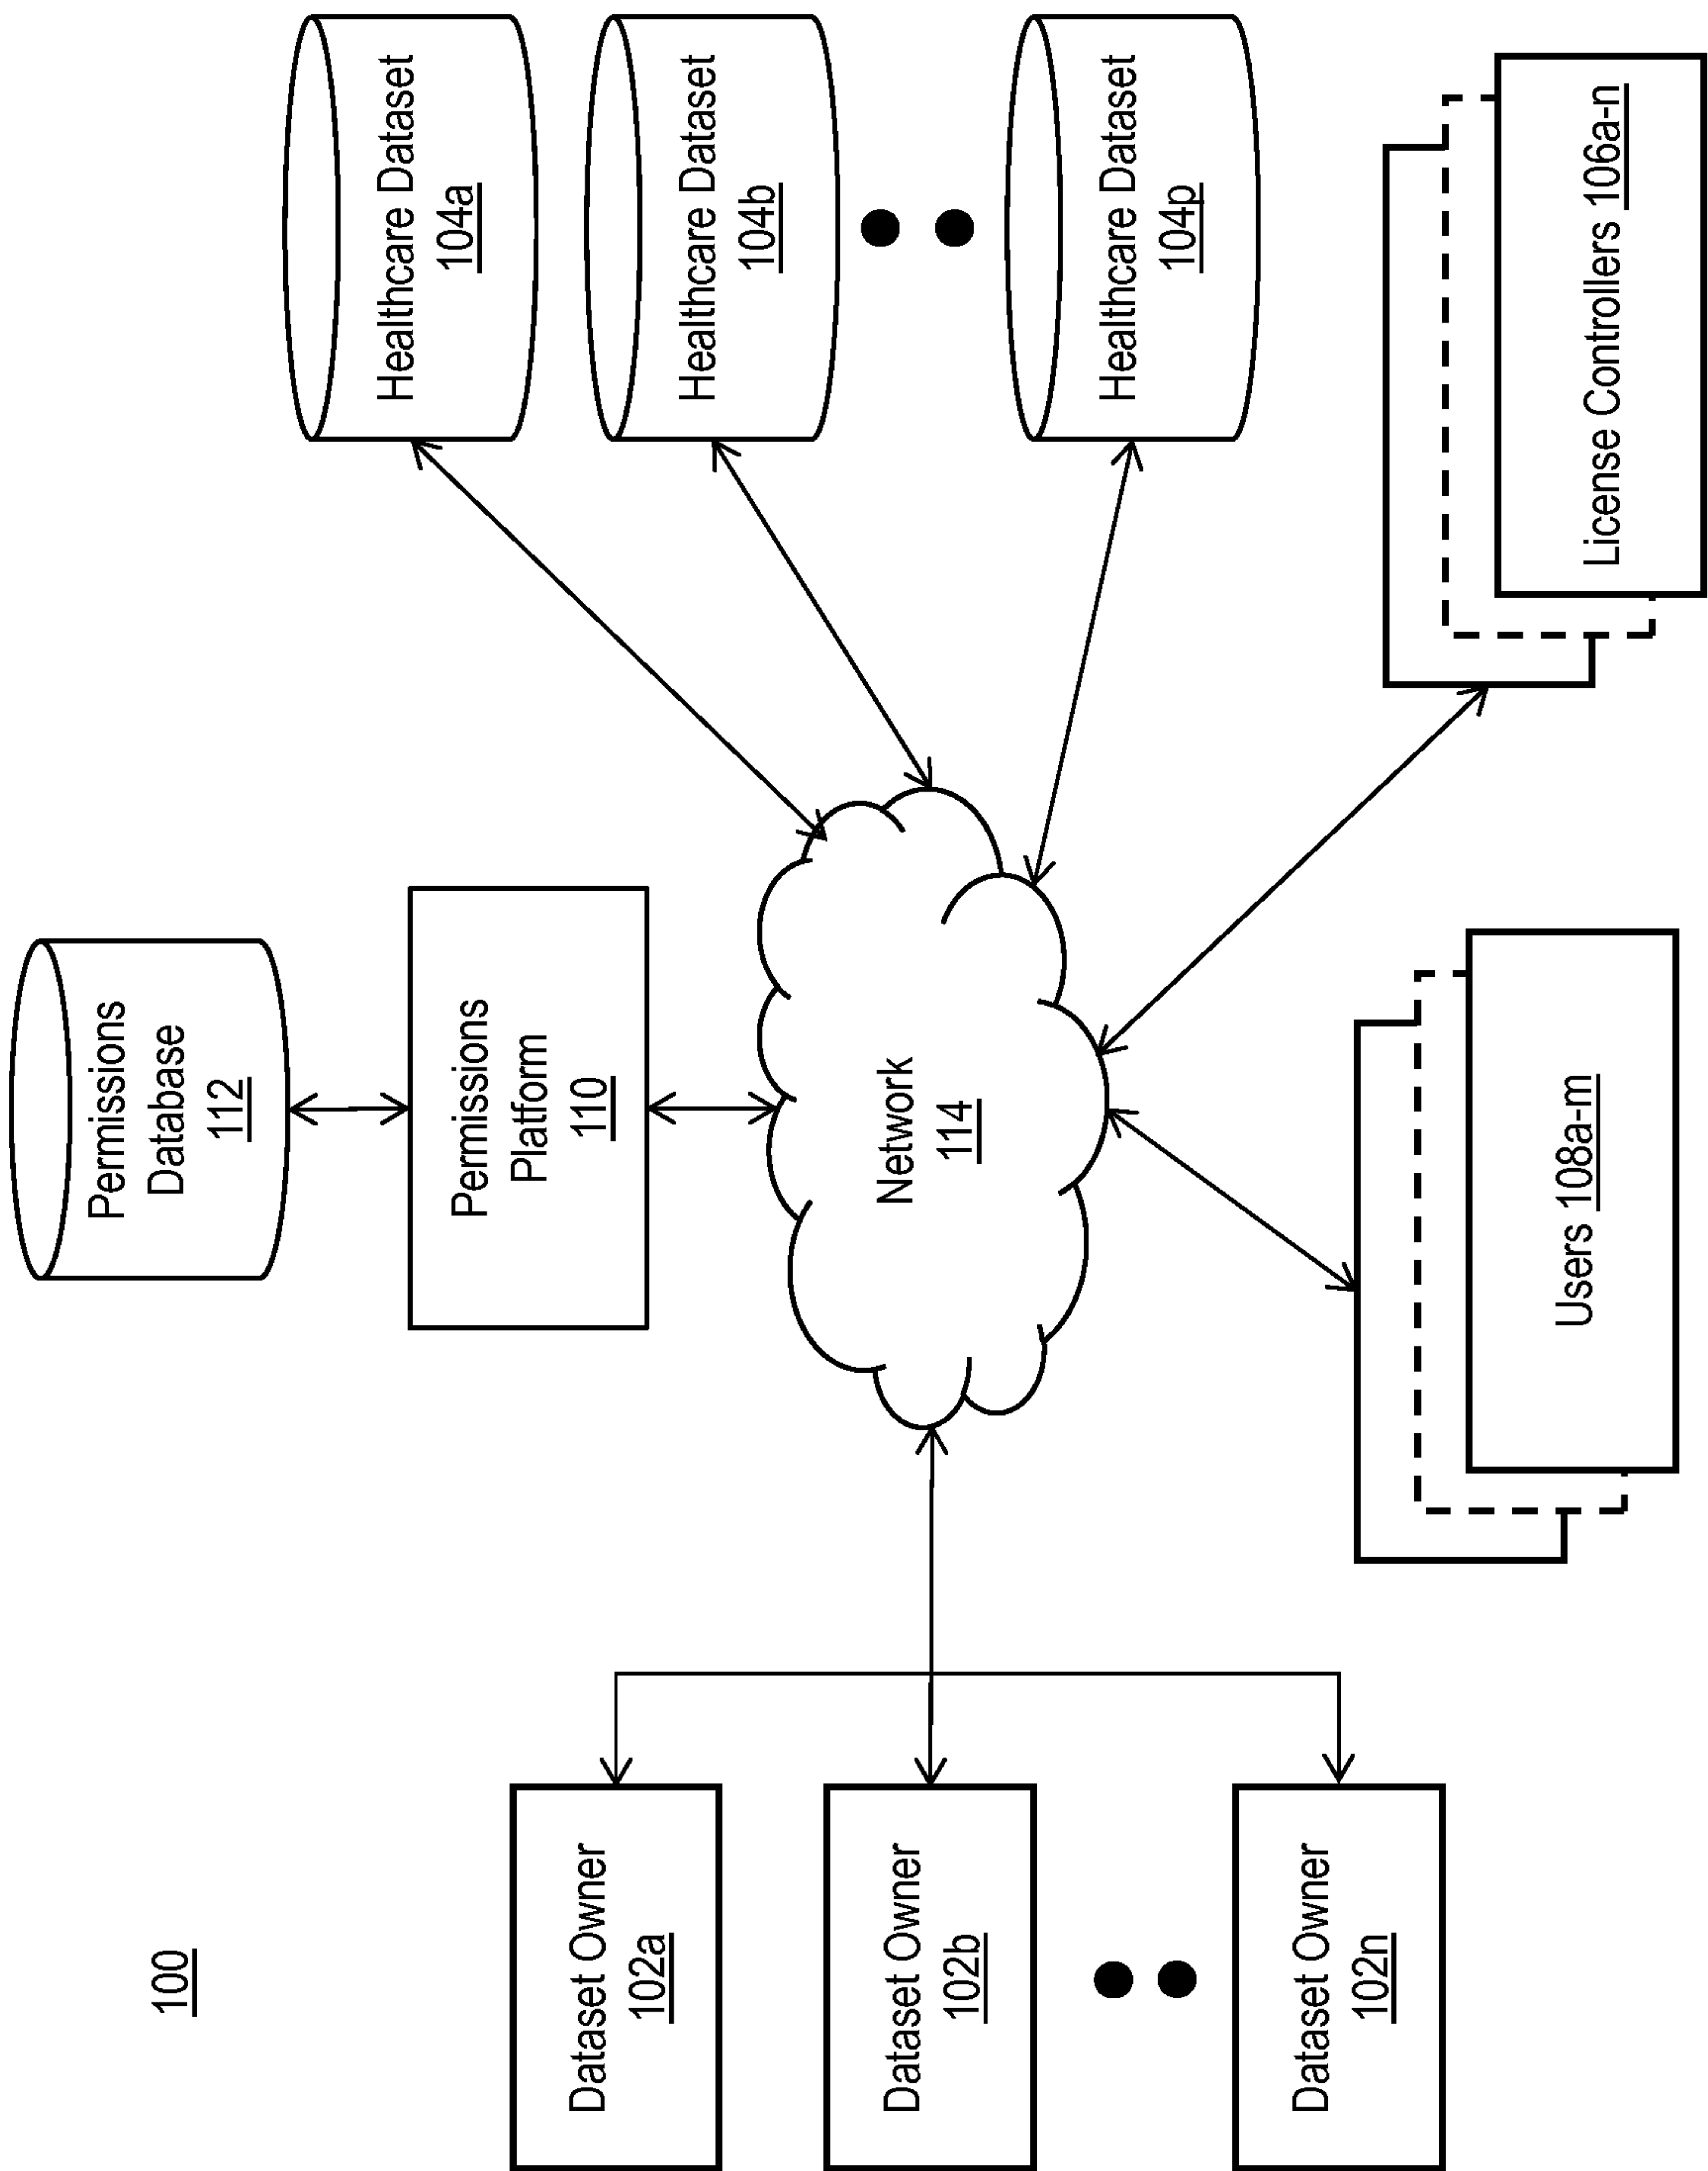 100
Permissions
Database
112
Permissions
Platform
110
Healthcare Dataset
104a
Healthcare Dataset
104b
Healthcare Dataset
104p
Network
114
Dataset Owner
102a
Dataset Owner
102b
Dataset Owner
102n
Users 108a-m
License Controllers 106a-n